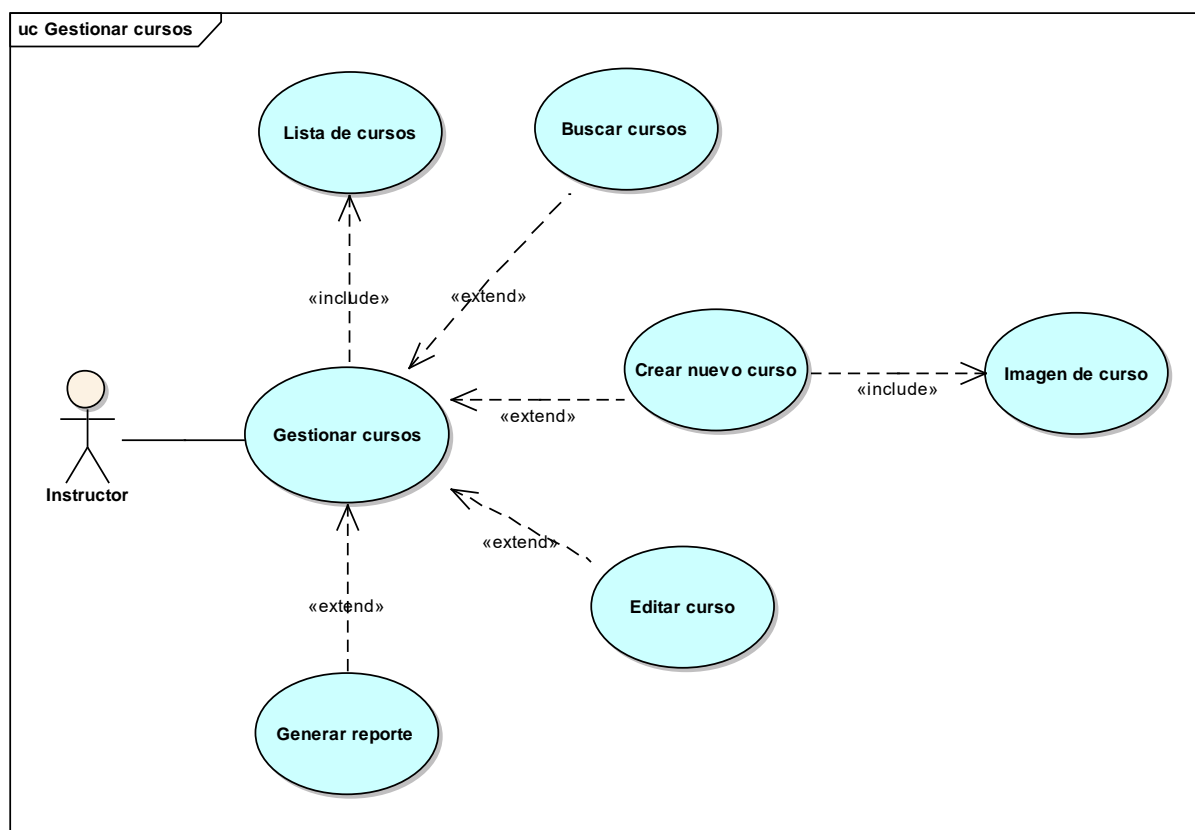 uc Gestionar cursos
Lista de cursos
Buscar cursos
«include»
«extend»
Crear nuevo curso
Imagen de curso
«include»
«extend»
Gestionar cursos
Instructor
«extend»
Editar curso
«extend»
Generar reporte